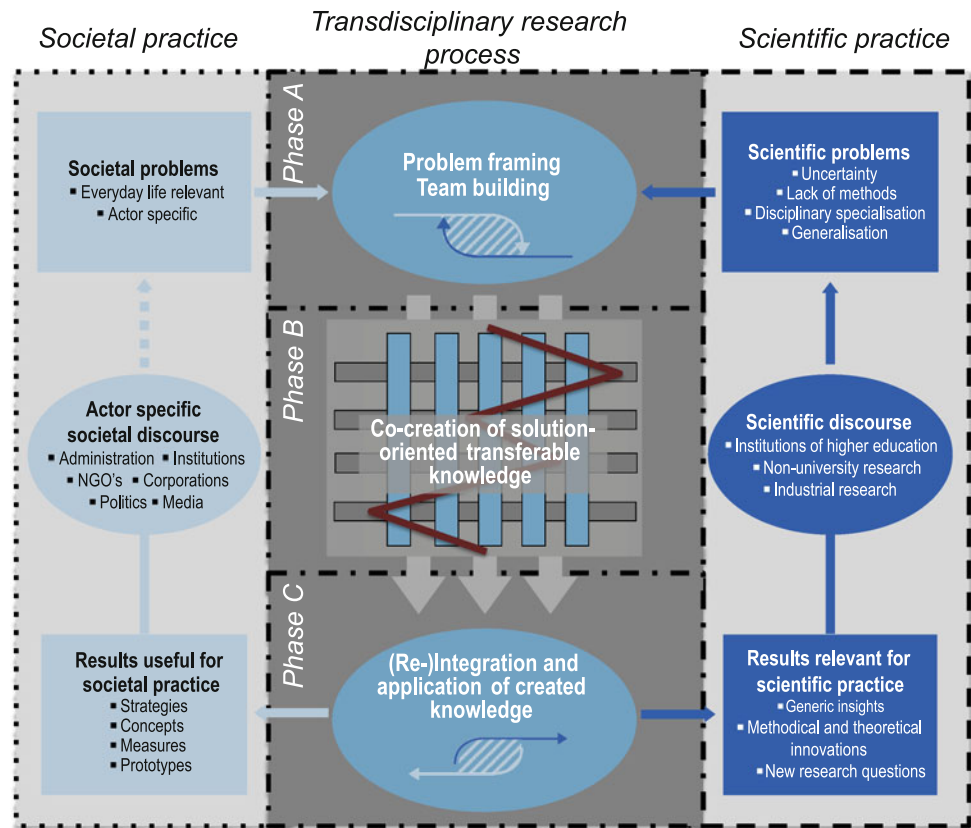 Societal practice
Transdisciplinary research
process
Scientific practice
Phase A
Societal problems
▪ Everyday life relevant
▪ Actor specific
Problem framing
Team building
Scientific problems
▪ Uncertainty
▪ Lack of methods
▪ Disciplinary specialisation
▪ Generalisation
Phase B
Actor specific
societal discourse
▪ Administration ▪ Institutions
▪ NGO's ▪ Corporations
▪ Politics ▪ Media
Co-creation of solution-
oriented transferable
knowledge
Scientific discourse
▪ Institutions of higher education
▪ Non-university research
▪ Industrial research
Phase C
Results useful for
societal practice
▪ Strategies
▪ Concepts
▪ Measures
▪ Prototypes
(Re-)Integration and
application of created
knowledge
Results relevant for
scientific practice
▪ Generic insights
▪ Methodical and theoretical
innovations
▪ New research questions